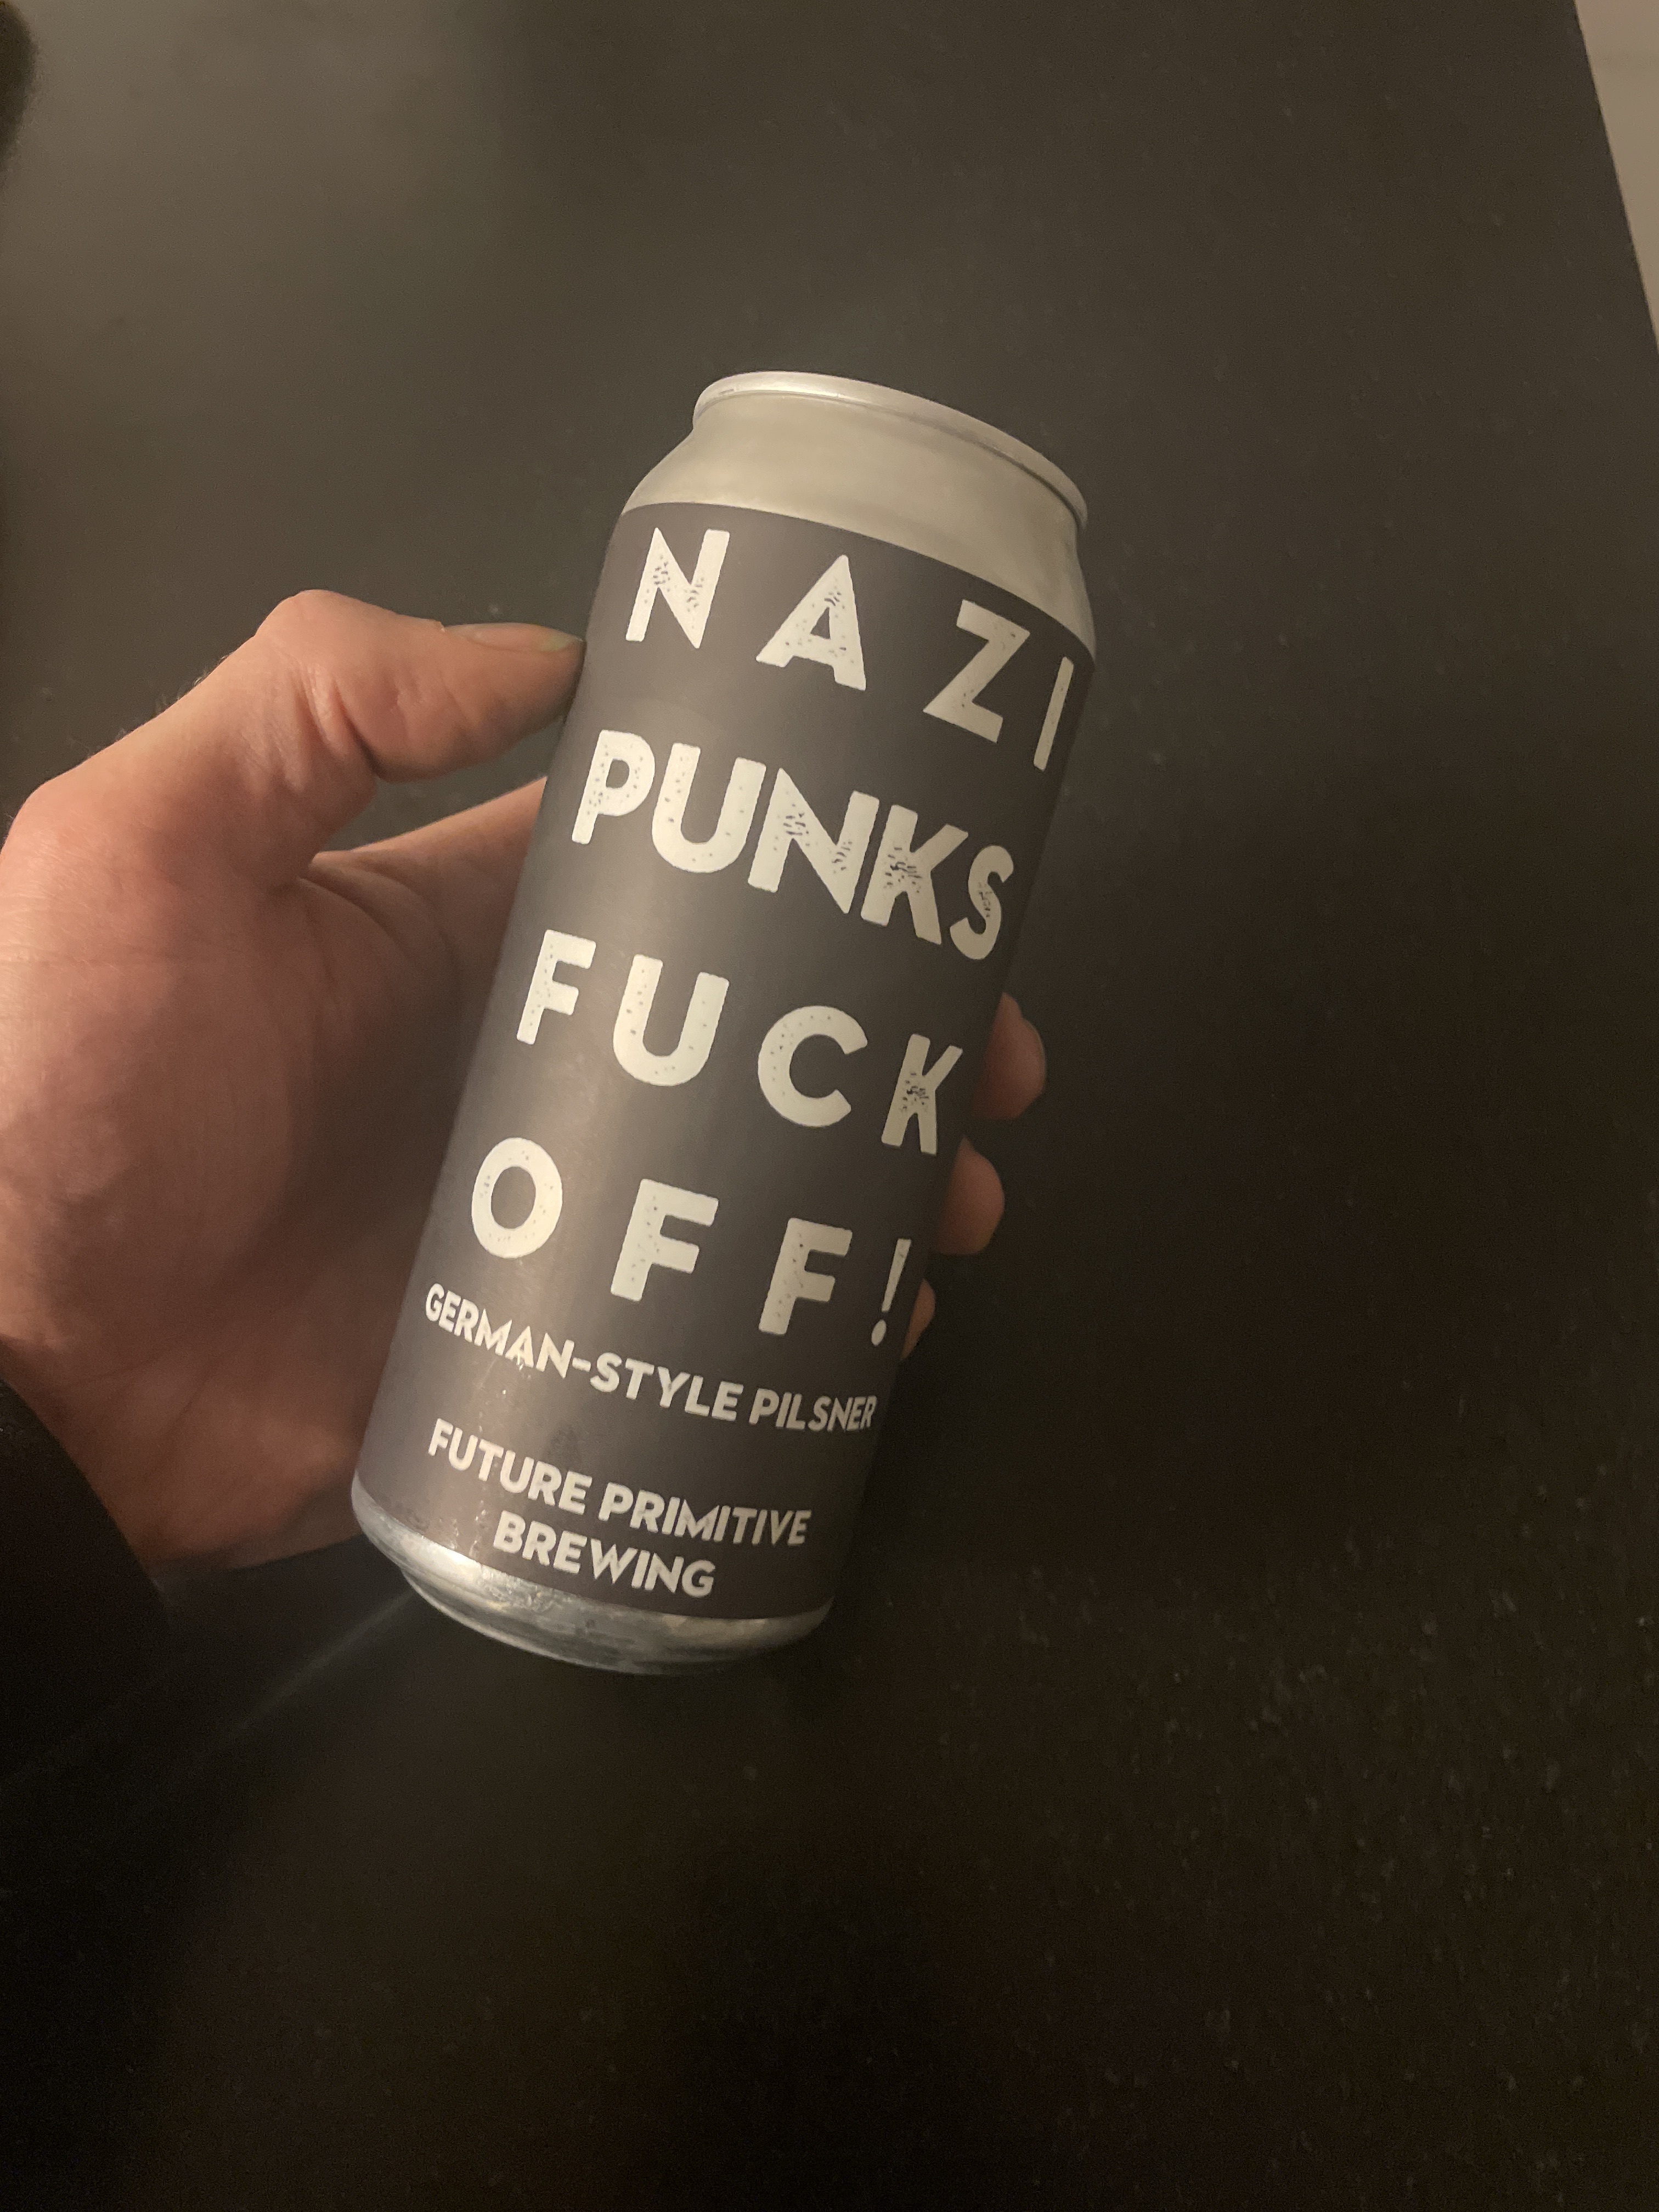 NAZI
PUNKS
FUCK
OFF!
GERMAN-STYLE PILSNER
FUTURE PRIMITIVE
BREWING